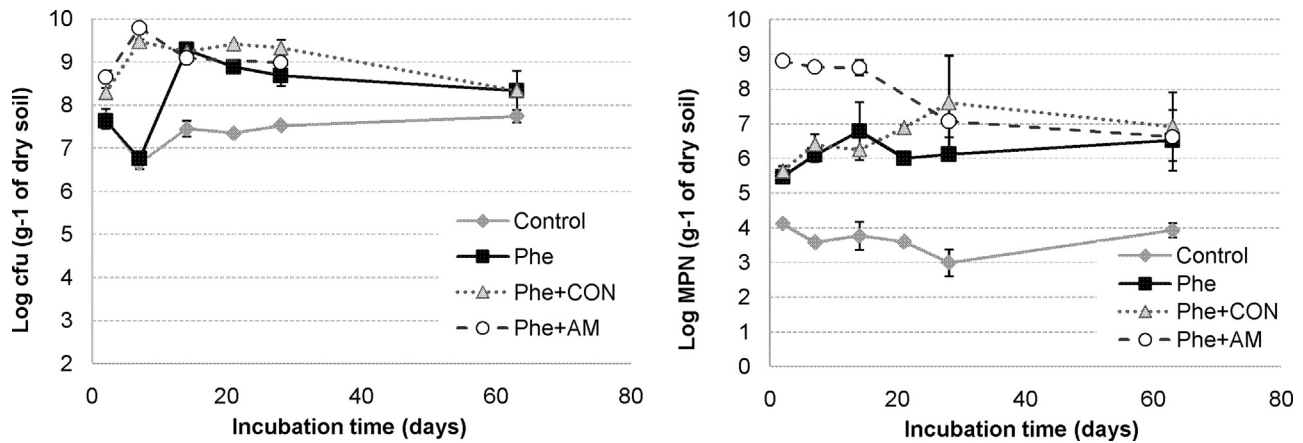 10
9
8
7
6
5
4
3
2
0 20 40 60 80
Log cfu (g-1 of dry soil)
Incubation time (days)
Control
Phe
Phe+CON
Phe+AM
10
9
8
7
6
5
4
3
2
1
0
0 20 40 60 80
Log MPN (g-1 of dry soil)
Incubation time (days)
Control
Phe
Phe+CON
Phe+AM